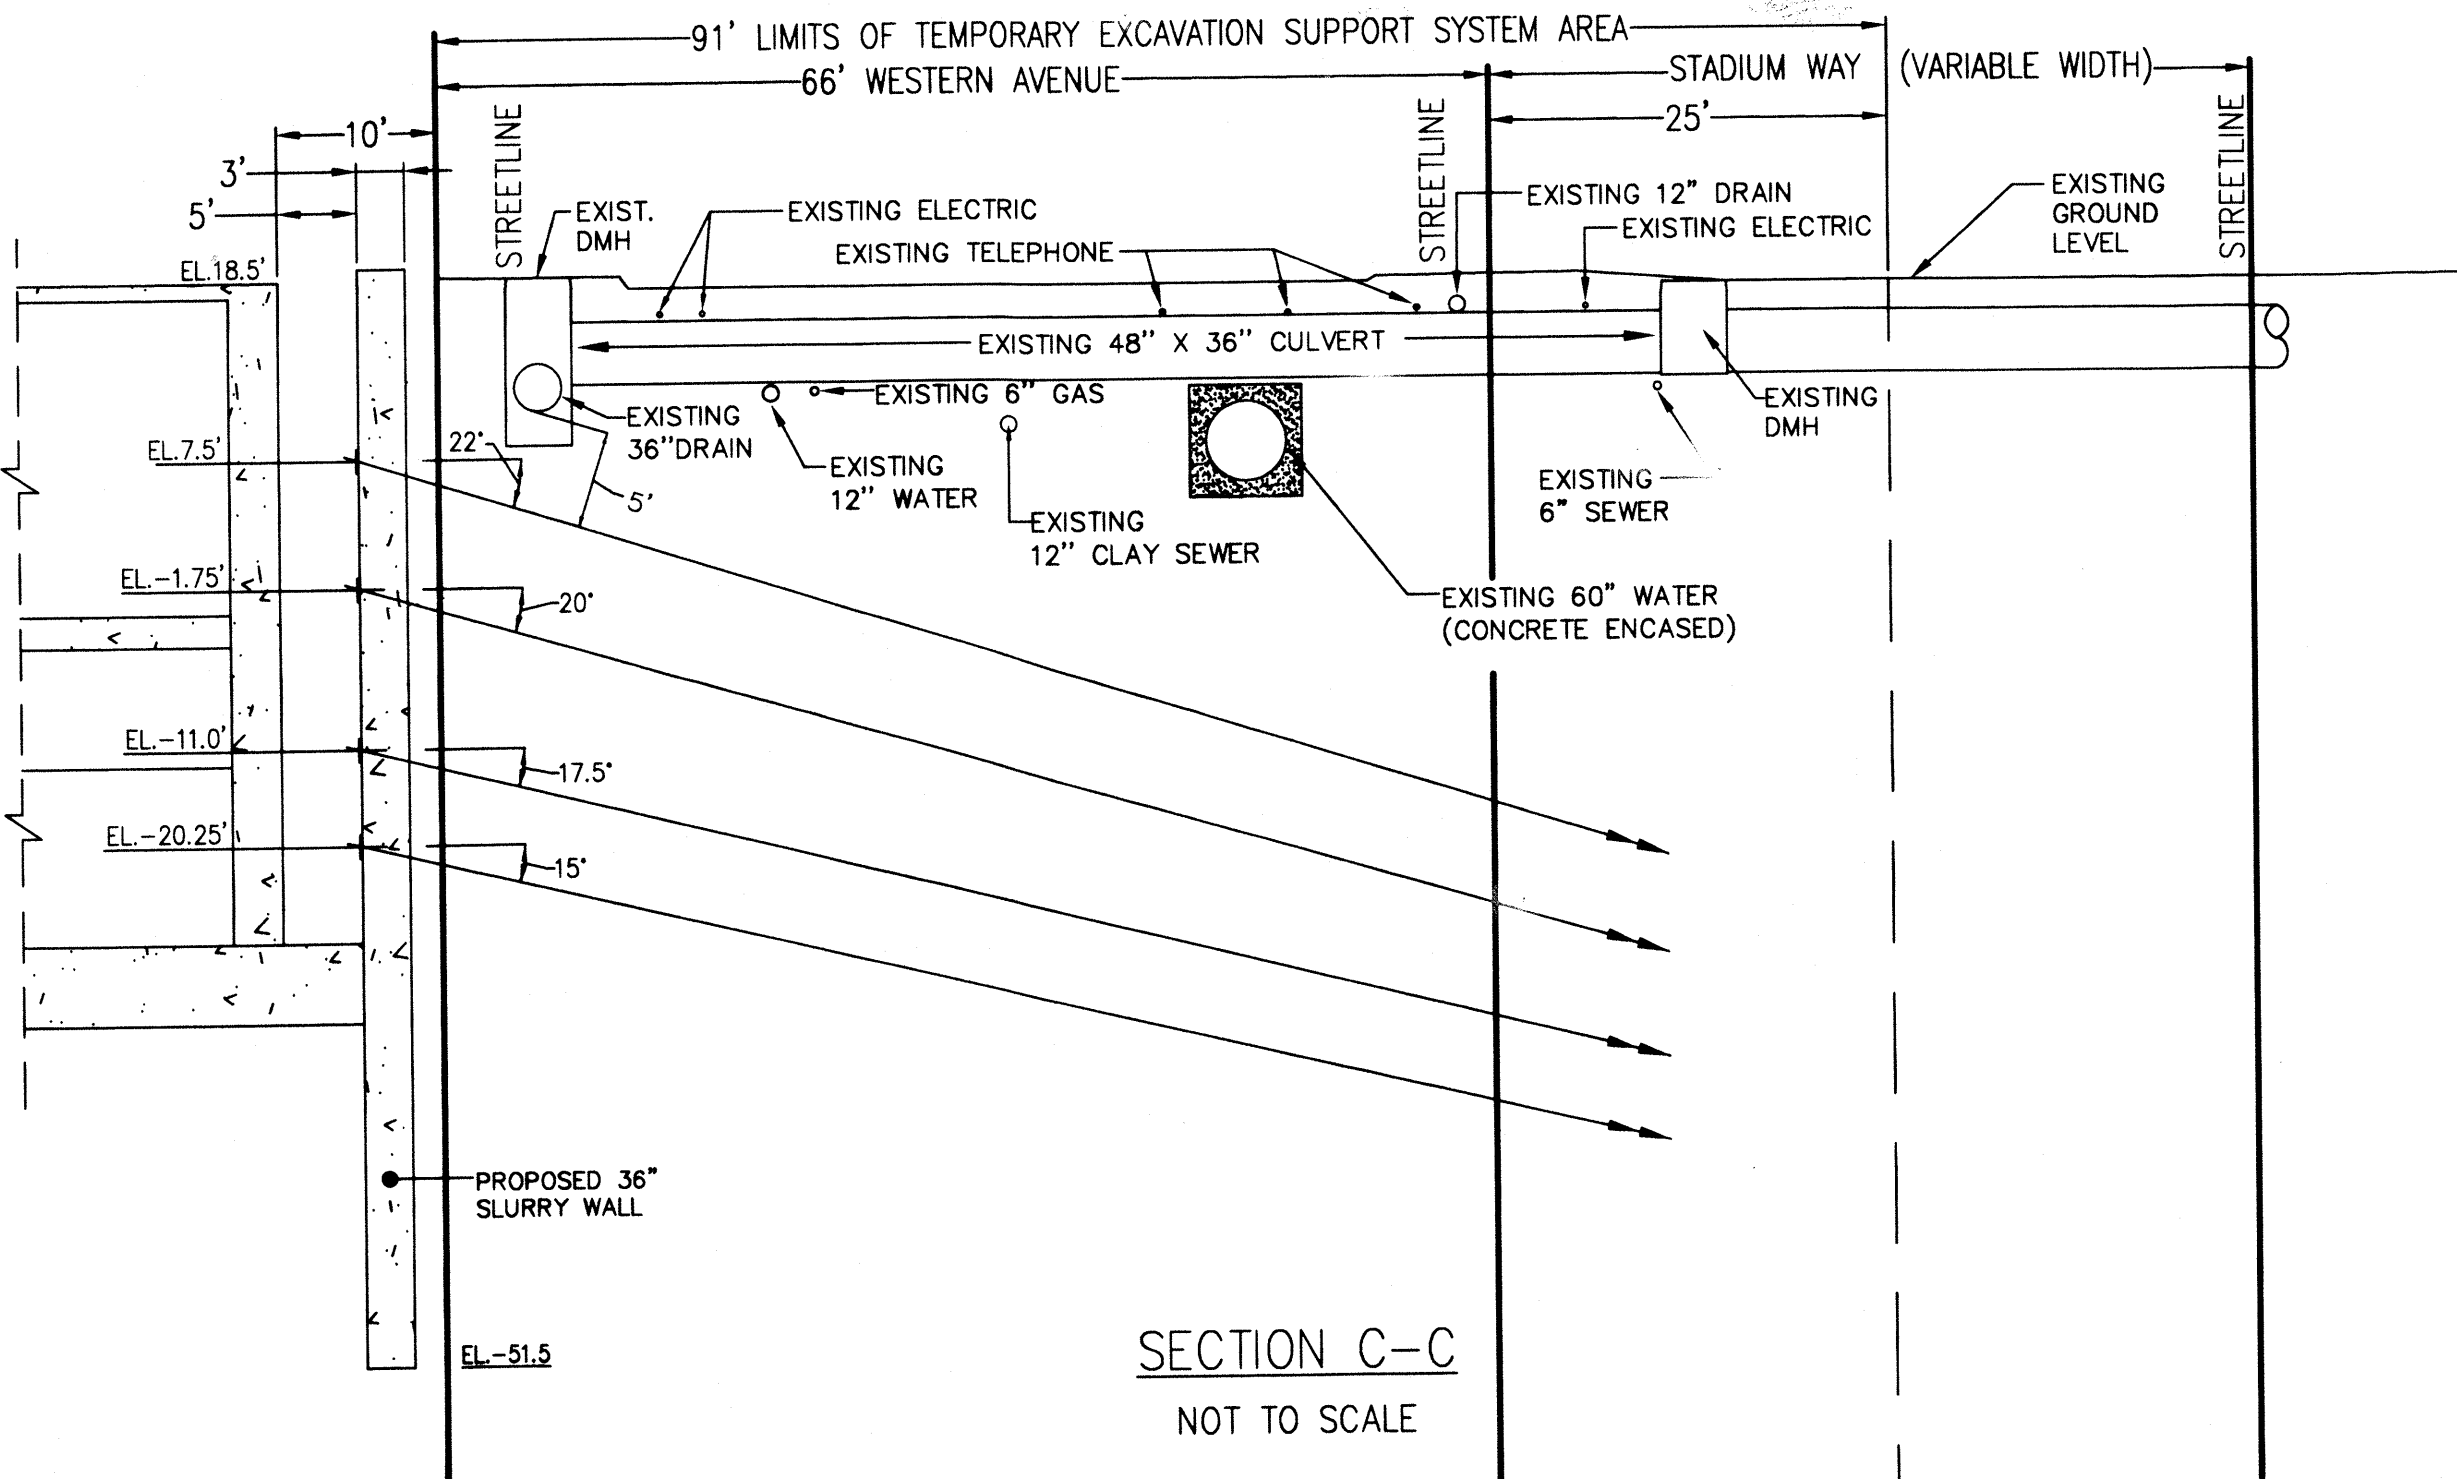 91' LIMITS OF TEMPORARY EXCAVATION SUPPORT SYSTEM AREA
66' WESTERN AVENUE
STADIUM WAY (VARIABLE WIDTH)
10'
25'
3'
5'
STREETLINE
STREETLINE
STREETLINE
EXIST.
DMH
EXISTING ELECTRIC
EXISTING TELEPHONE
EXISTING 12" DRAIN
EXISTING ELECTRIC
EXISTING
GROUND
LEVEL
EL.18.5'
EXISTING 48" X 36" CULVERT
EXISTING 6" GAS
EXISTING
36"DRAIN
EXISTING
DMH
22°
EL.7.5'
5'
EXISTING
12" WATER
EXISTING
12" CLAY SEWER
EXISTING
6" SEWER
EL.-1.75'
20°
EXISTING 60" WATER
(CONCRETE ENCASED)
EL.-11.0'
17.5°
EL.-20.25'
15°
PROPOSED 36"
SLURRY WALL
EL.-51.5
SECTION C-C
NOT TO SCALE